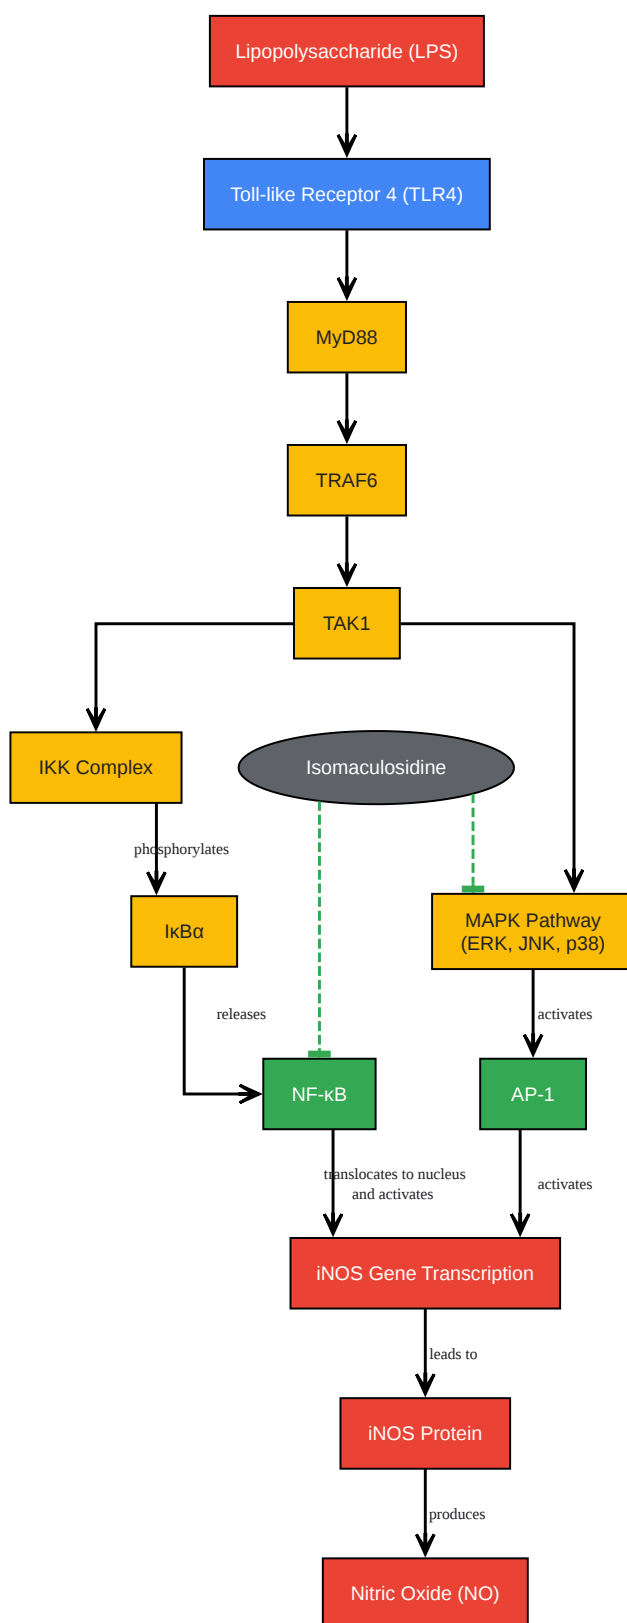 Lipopolysaccharide (LPS)
Toll-like Receptor 4 (TLR4)
MyD88
TRAF6
TAK1
IKK Complex
Isomaculosidine
phosphorylates
IκBα
MAPK Pathway
(ERK, JNK, p38)
releases
activates
NF-κB
AP-1
translocates to nucleus
and activates
activates
iNOS Gene Transcription
leads to
iNOS Protein
produces
Nitric Oxide (NO)